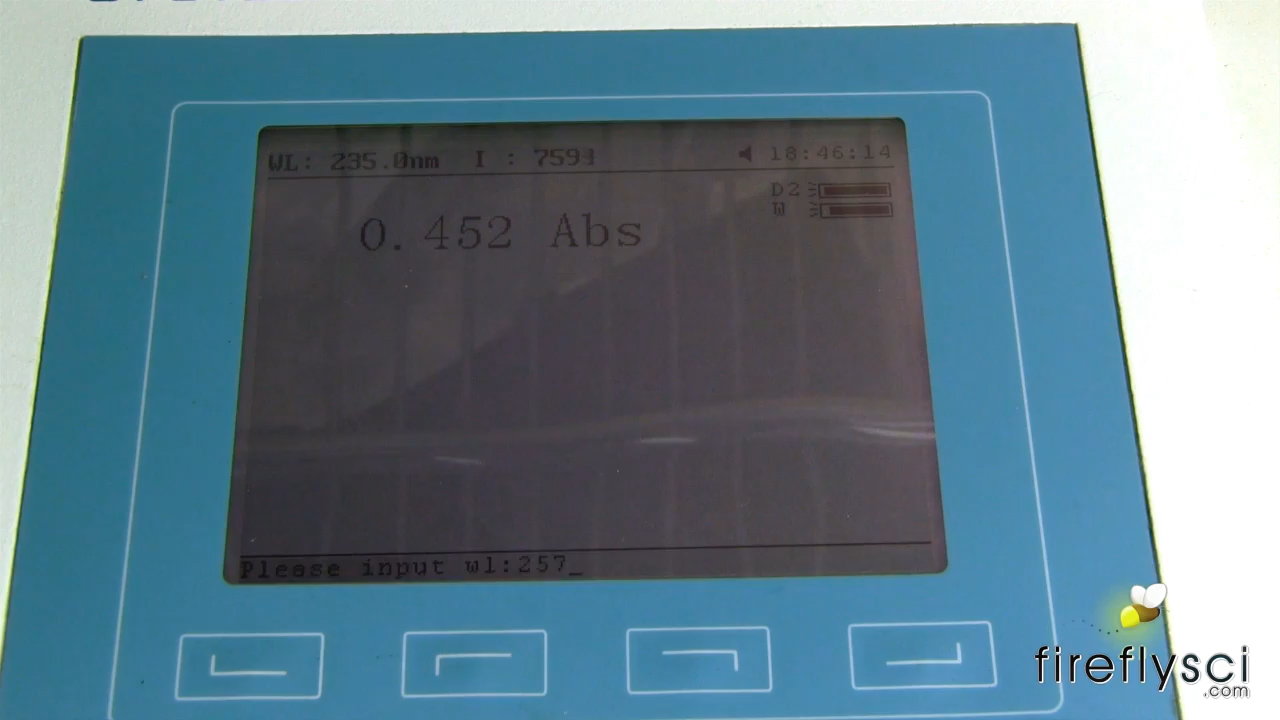 WL: 235.0nm I : 7593 18:46:14
D2
W
0.452 Abs
Please input wl:257_
fireflysci
.com